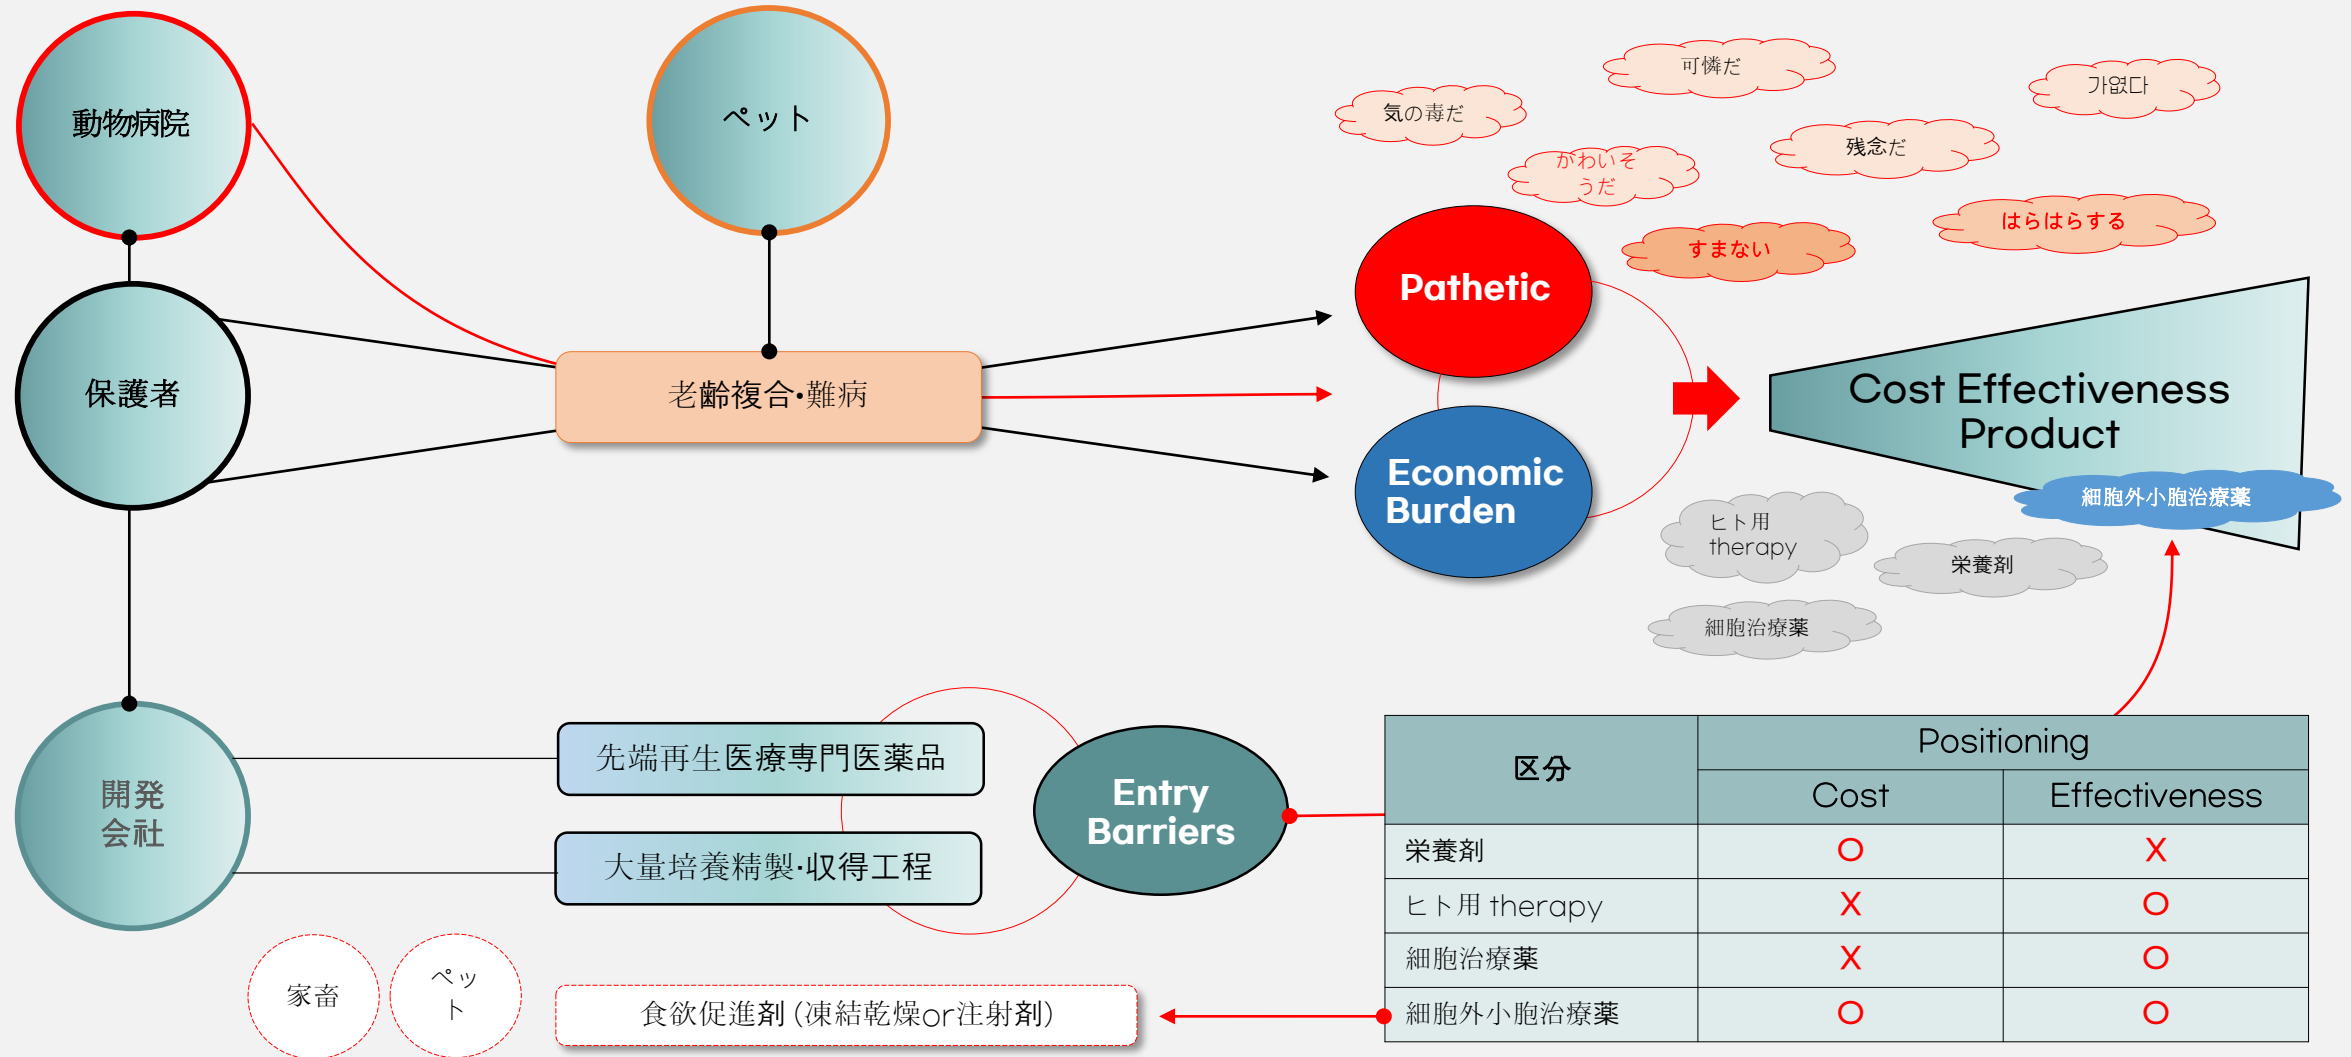 動物病院
ペット
気の毒だ
可憐だ
가엾다
がわいそ
うだ
残念だ
すまない
はらはらする
保護者
老齢複合·難病
Pathetic
Economic
Burden
Cost Effectiveness
Product
細胞外小胞治療薬
ヒト用
therapy
栄養剤
細胞治療薬
開発
会社
先端再生医療専門医薬品
大量培養精製·収得工程
Entry
Barriers
区分
Positioning
Cost
Effectiveness
栄養剤 O X
ヒト用 therapy X O
細胞治療薬 X O
細胞外小胞治療薬 O O
家畜
ペッ
ト
食欲促進剤 (凍結乾燥or注射剤)